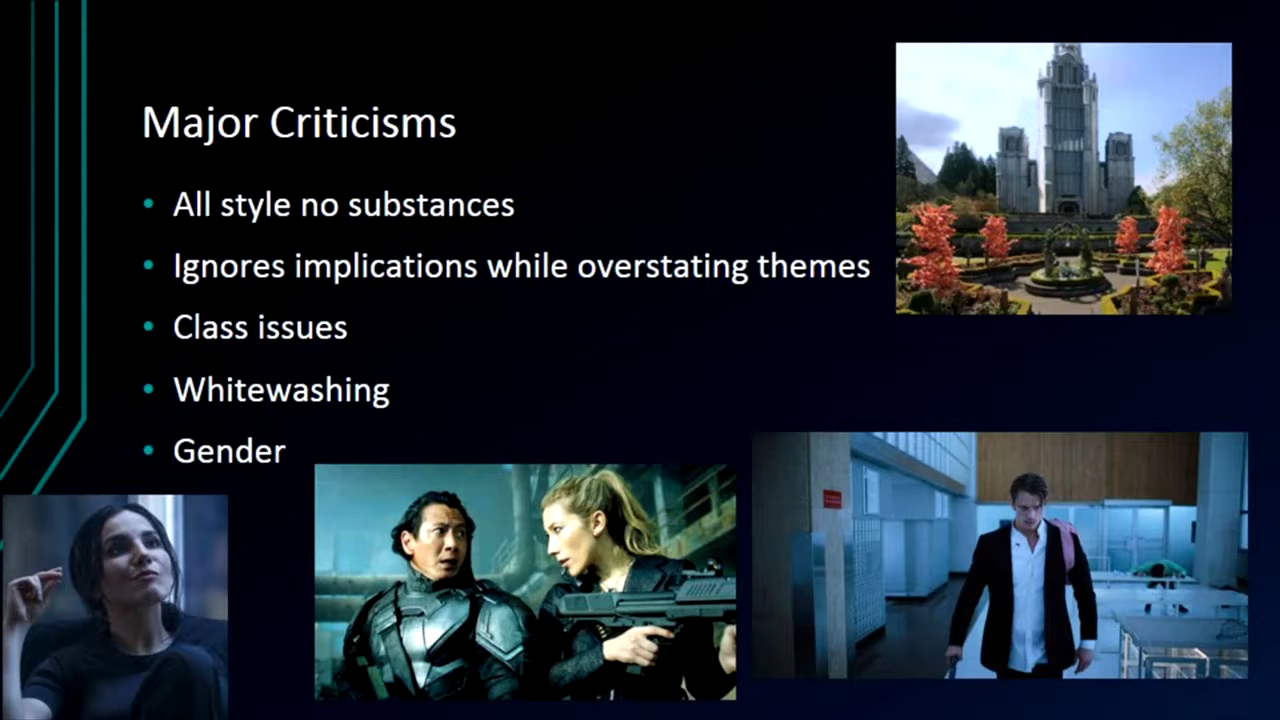 Major Criticisms
All style no substances
Ignores implications while overstating themes
Class issues
Whitewashing
Gender